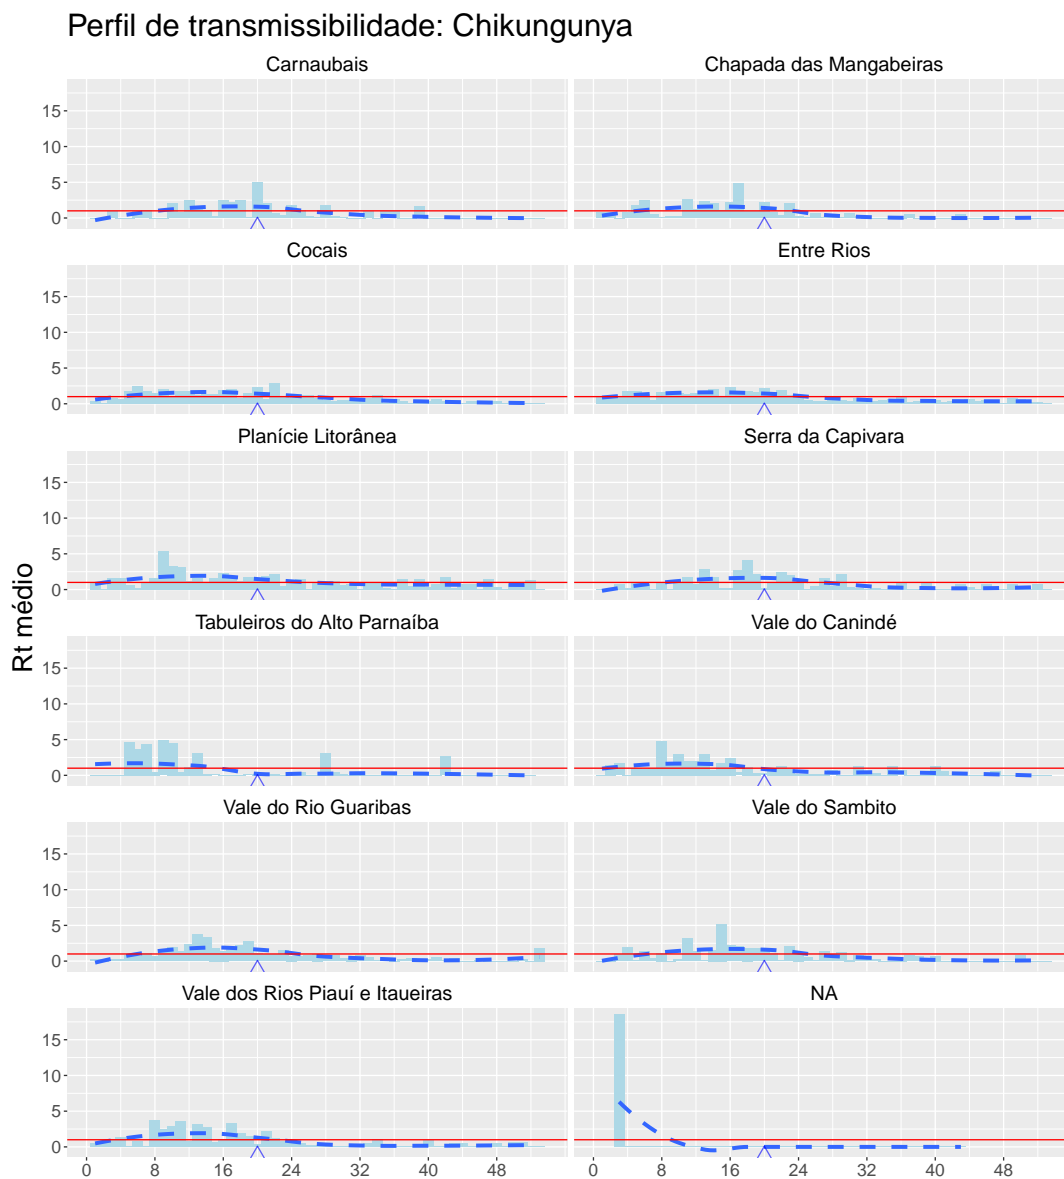 Perfil de transmissibilidade: Chikungunya
Carnaubais
Chapada das Mangabeiras
15
10
5
0
Cocais
Entre Rios
15
10
5
0
Planície Litorânea
Serra da Capivara
15
10
5
0
Rt médio
Tabuleiros do Alto Parnaíba
Vale do Canindé
15
10
5
0
Vale do Rio Guaribas
Vale do Sambito
15
10
5
0
Vale dos Rios Piauí e Itaueiras
NA
15
10
5
0
0 8 16 24 32 40 48
0 8 16 24 32 40 48